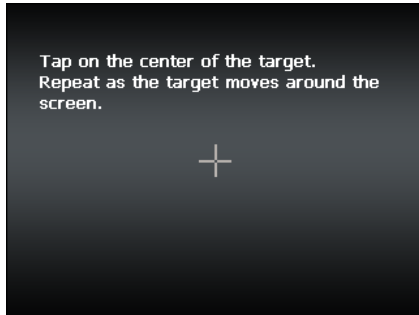 Tap on the center of the target.
Repeat as the target moves around the
screen.